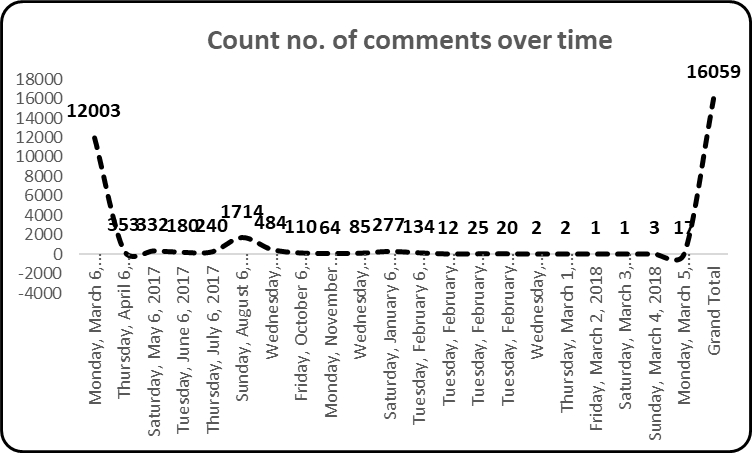 Count no. of comments over time
18000
16000
14000
12000
10000
8000
6000
4000
2000
0
-2000
-4000
12003
353
332
180
240
1714
484
110
64
85
277
134
12
25
20
2
2
1
1
3
17
16059
Monday, March 6,…
Thursday, April 6,…
Saturday, May 6, 2017
Tuesday, June 6, 2017
Thursday, July 6, 2017
Sunday, August 6,…
Wednesday,…
Friday, October 6,…
Monday, November…
Wednesday,…
Saturday, January 6,…
Tuesday, February 6,…
Tuesday, February…
Tuesday, February…
Tuesday, February…
Wednesday,…
Thursday, March 1,…
Friday, March 2, 2018
Saturday, March 3,…
Sunday, March 4, 2018
Monday, March 5,…
Grand Total